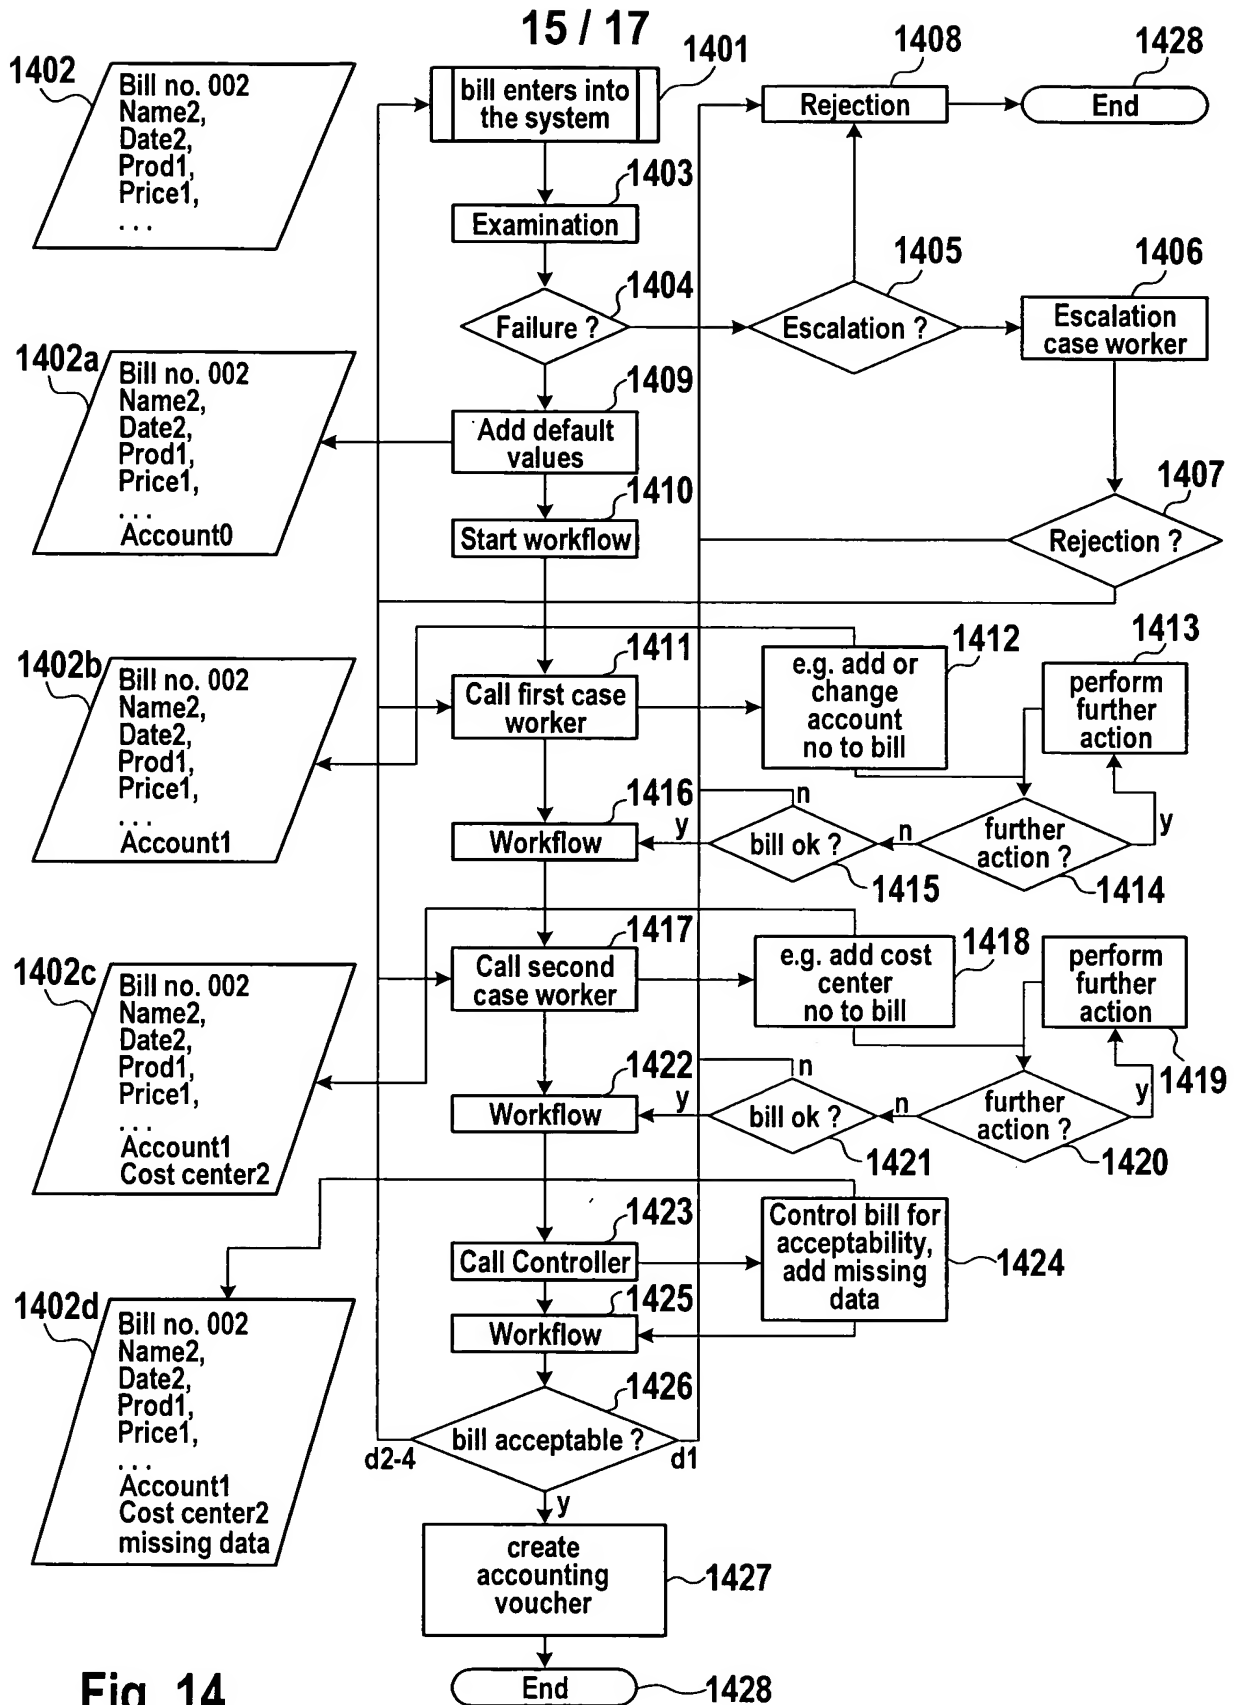 15 / 17
1401
bill enters into
the system
1408
Rejection
1428
End
1402
Bill no. 002
Name2,
Date2,
Prod1,
Price1,
. . .
1403
Examination
1404
Failure ?
1405
Escalation ?
1406
Escalation
case worker
1402a
Bill no. 002
Name2,
Date2,
Prod1,
Price1,
. . .
Account0
1409
Add default
values
1410
Start workflow
1407
Rejection ?
1402b
Bill no. 002
Name2,
Date2,
Prod1,
Price1,
. . .
Account1
1411
Call first case
worker
1412
e.g. add or
change
account
no to bill
1413
perform
further
action
1416
Workflow
y
n
bill ok ?
1415
n
further
action ?
1414
y
1402c
Bill no. 002
Name2,
Date2,
Prod1,
Price1,
. . .
Account1
Cost center2
1417
Call second
case worker
1418
e.g. add cost
center
no to bill
perform
further
action
1419
1422
Workflow
y
n
bill ok ?
1421
n
further
action ?
1420
y
1402d
Bill no. 002
Name2,
Date2,
Prod1,
Price1,
. . .
Account1
Cost center2
missing data
1423
Call Controller
1424
Control bill for
acceptability,
add missing
data
1425
Workflow
1426
bill acceptable ?
d2-4
d1
y
create
accounting
voucher
1427
End
1428
Fig. 14